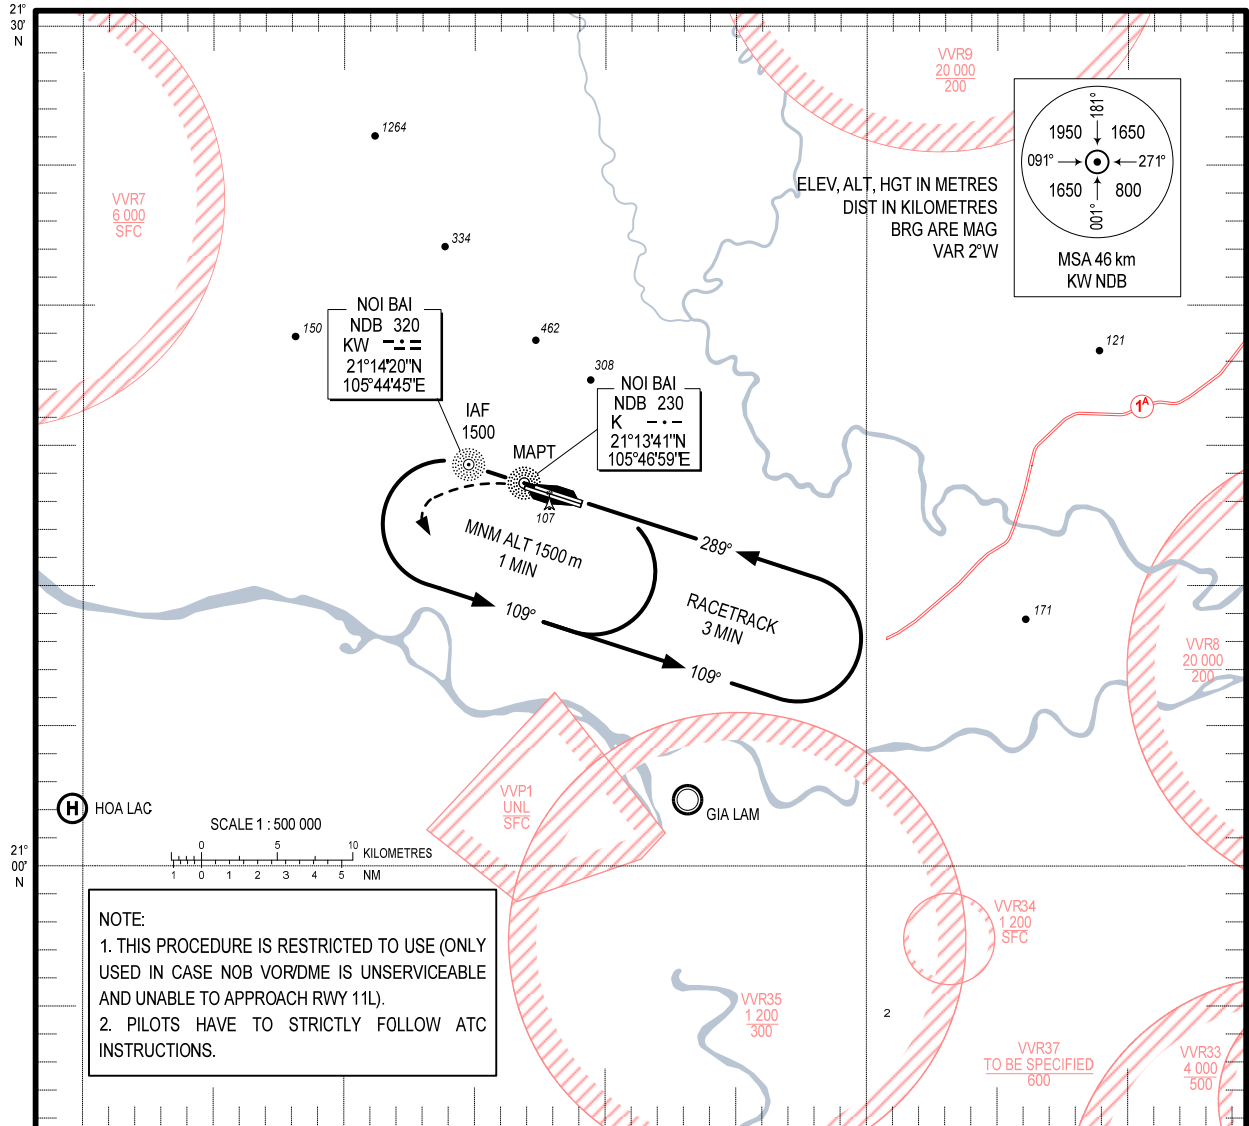 21°
30'
N
VVR9
20 000
200
181°
1950
1650
091°
271°
1650
800
001°
MSA 46 km
KW NDB
ELEV, ALT, HGT IN METRES
DIST IN KILOMETRES
BRG ARE MAG
VAR 2°W
1264
VVR7
6 000
SFC
334
NOI BAI
NDB 320
KW
21°14'20"N
105°44'45"E
150
462
121
308
NOI BAI
NDB 230
K
21°13'41"N
105°46'59"E
1A
IAF
1500
MAPT
107
MNM ALT 1500 m
1 MIN
289°
109°
RACETRACK
3 MIN
109°
171
VVR8
20 000
200
VVP1
UNL
SFC
H
HOA LAC
GIA LAM
SCALE 1 : 500 000
0 5 10 KILOMETRES
1 0 1 2 3 4 5 NM
21°
00'
N
NOTE:
1. THIS PROCEDURE IS RESTRICTED TO USE (ONLY
USED IN CASE NOB VOR/DME IS UNSERVICEABLE
AND UNABLE TO APPROACH RWY 11L).
2. PILOTS HAVE TO STRICTLY FOLLOW ATC
INSTRUCTIONS.
VVR34
1 200
SFC
VVR35
1 200
300
2
VVR37
TO BE SPECIFIED
600
VVR33
4 000
500